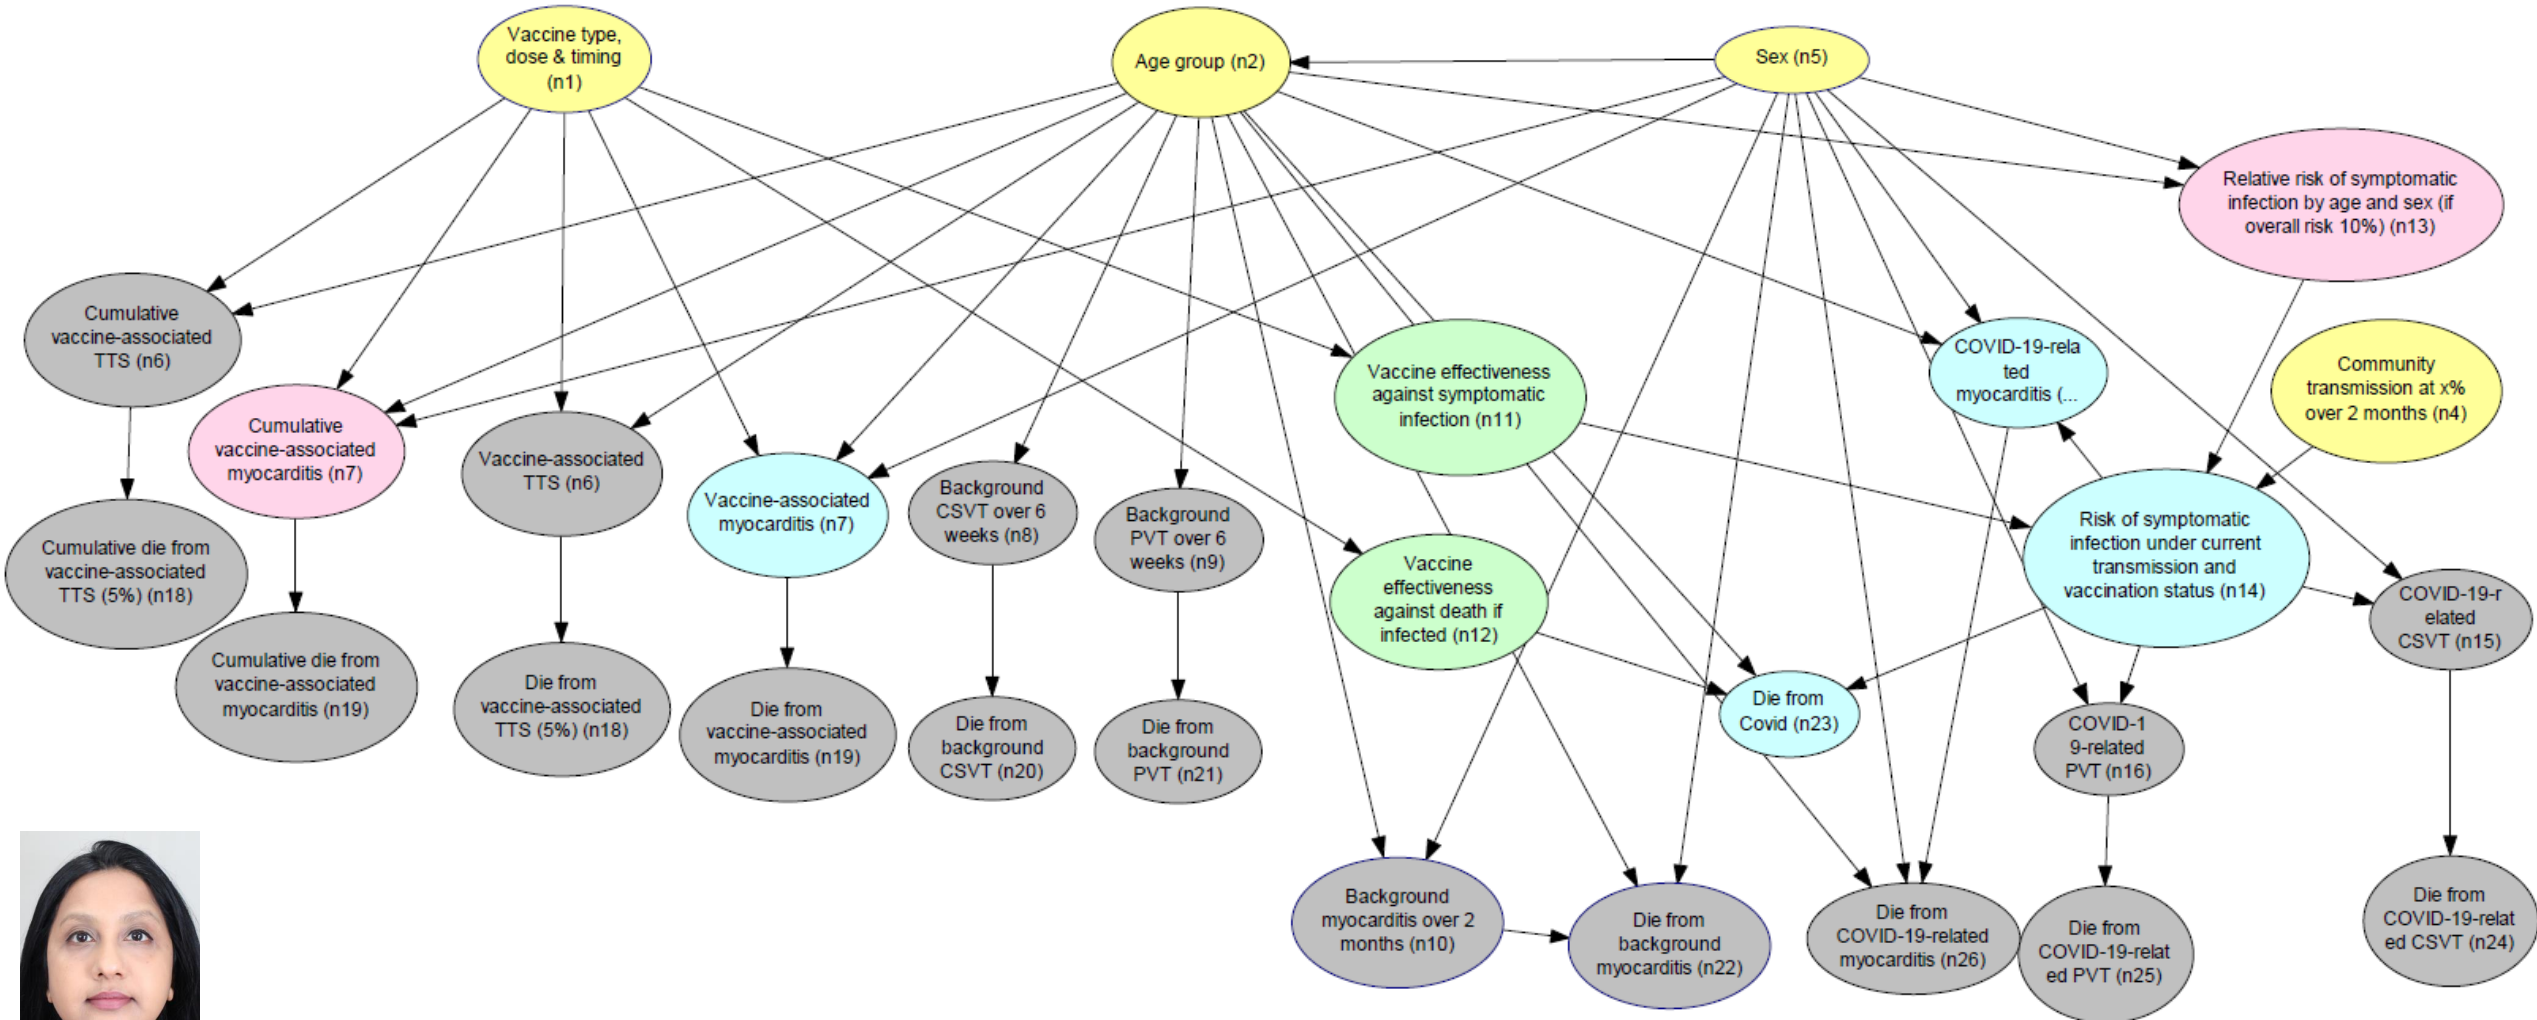 Vaccine type,
dose & timing
(n1)
Age group (n2)
Sex (n5)
Relative risk of symptomatic
infection by age and sex (if
overall risk 10%) (n13)
Cumulative
vaccine-associated
TTS (n6)
Cumulative
vaccine-associated
myocarditis (n7)
Vaccine-associated
TTS (n6)
Vaccine-associated
myocarditis (n7)
Background
CSVT over 6
weeks (n8)
Background
PVT over 6
weeks (n9)
Vaccine effectiveness
against symptomatic
infection (n11)
COVID-19-rela
ted
myocarditis (...
Community
transmission at x%
over 2 months (n4)
Vaccine
effectiveness
against death if
infected (n12)
Risk of symptomatic
infection under current
transmission and
vaccination status (n14)
COVID-19-r
elated
CSVT (n15)
Cumulative die from
vaccine-associated
TTS (5%) (n18)
Cumulative die from
vaccine-associated
myocarditis (n19)
Die from
vaccine-associated
TTS (5%) (n18)
Die from
vaccine-associated
myocarditis (n19)
Die from
background
CSVT (n20)
Die from
background
PVT (n21)
Die from
Covid (n23)
COVID-1
9-related
PVT (n16)
Background
myocarditis over 2
months (n10)
Die from
background
myocarditis (n22)
Die from
COVID-19-related
myocarditis (n26)
Die from
COVID-19-relat
ed PVT (n25)
Die from
COVID-19-relat
ed CSVT (n24)